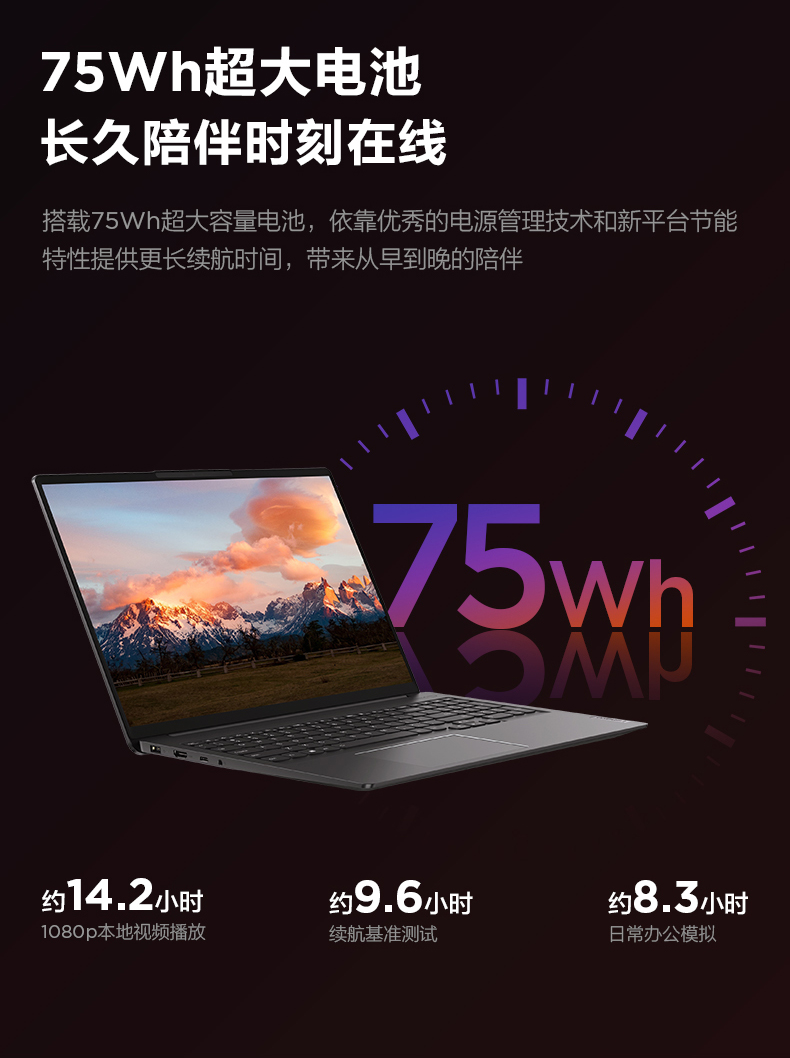 75Wh超大电池
长久陪伴时刻在线
搭载75Wh超大容量电池，依靠优秀的电源管理技术和新平台节能
特性提供更长续航时间，带来从早到晚的陪伴
75Wh
约14.2小时
1080p本地视频播放
约9.6小时
续航基准测试
约8.3小时
日常办公模拟